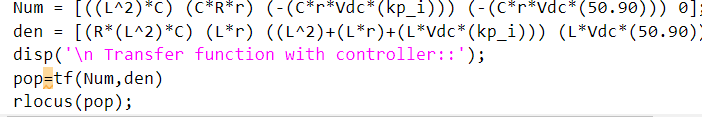 Num = [((L^2)*C) (C*R*r) (-(C*r*Vdc*(kp_i))) (-(C*r*Vdc*(50.90))) 0];
den = [(R*(L^2)*C) (L*r) ((L^2)+(L*r)+(L*Vdc*(kp_i))) (L*Vdc*(50.90))
disp('\n Transfer function with controller::');
pop=tf(Num,den)
rlocus(pop);